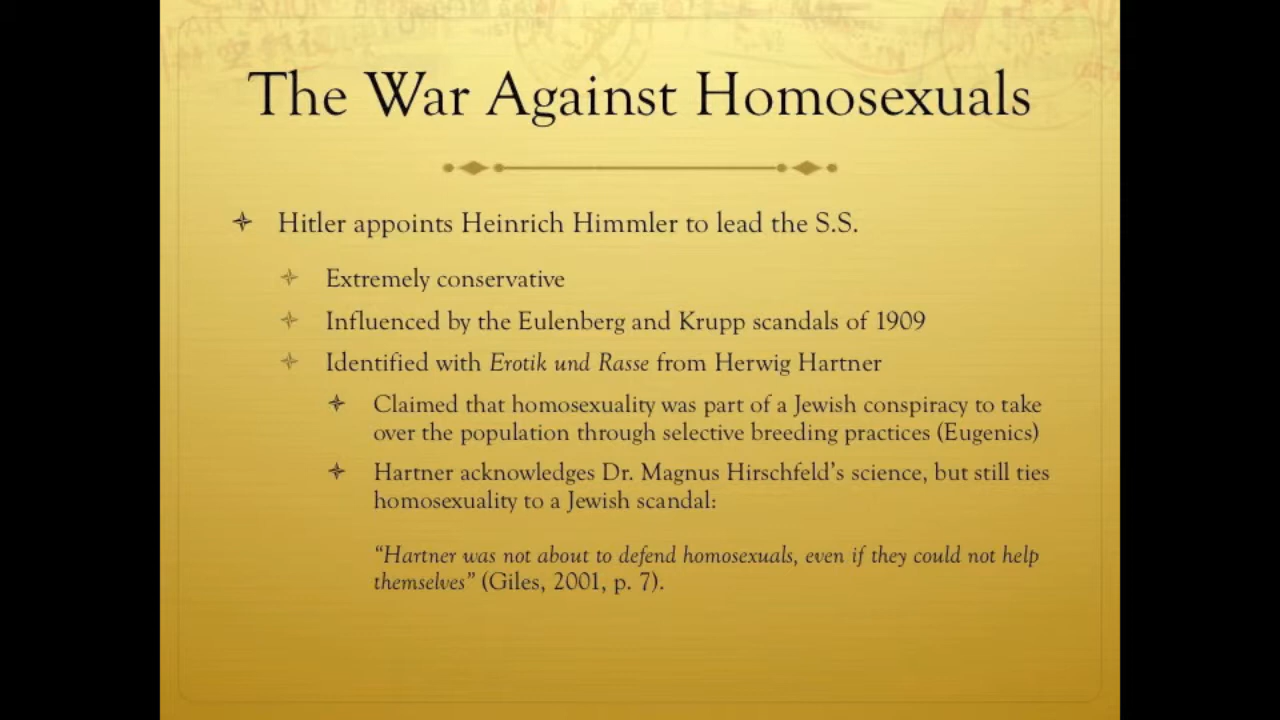 The War Against Homosexuals
Hitler appoints Heinrich Himmler to lead the S.S.
Extremely conservative
Influenced by the Eulenberg and Krupp scandals of 1909
Identified with Erotik und Rasse from Herwig Hartner
Claimed that homosexuality was part of a Jewish conspiracy to take
over the population through selective breeding practices (Eugenics)
Hartner acknowledges Dr. Magnus Hirschfeld's science, but still ties
homosexuality to a Jewish scandal:
“Hartner was not about to defend homosexuals, even if they could not help
themselves” (Giles, 2001, p. 7).